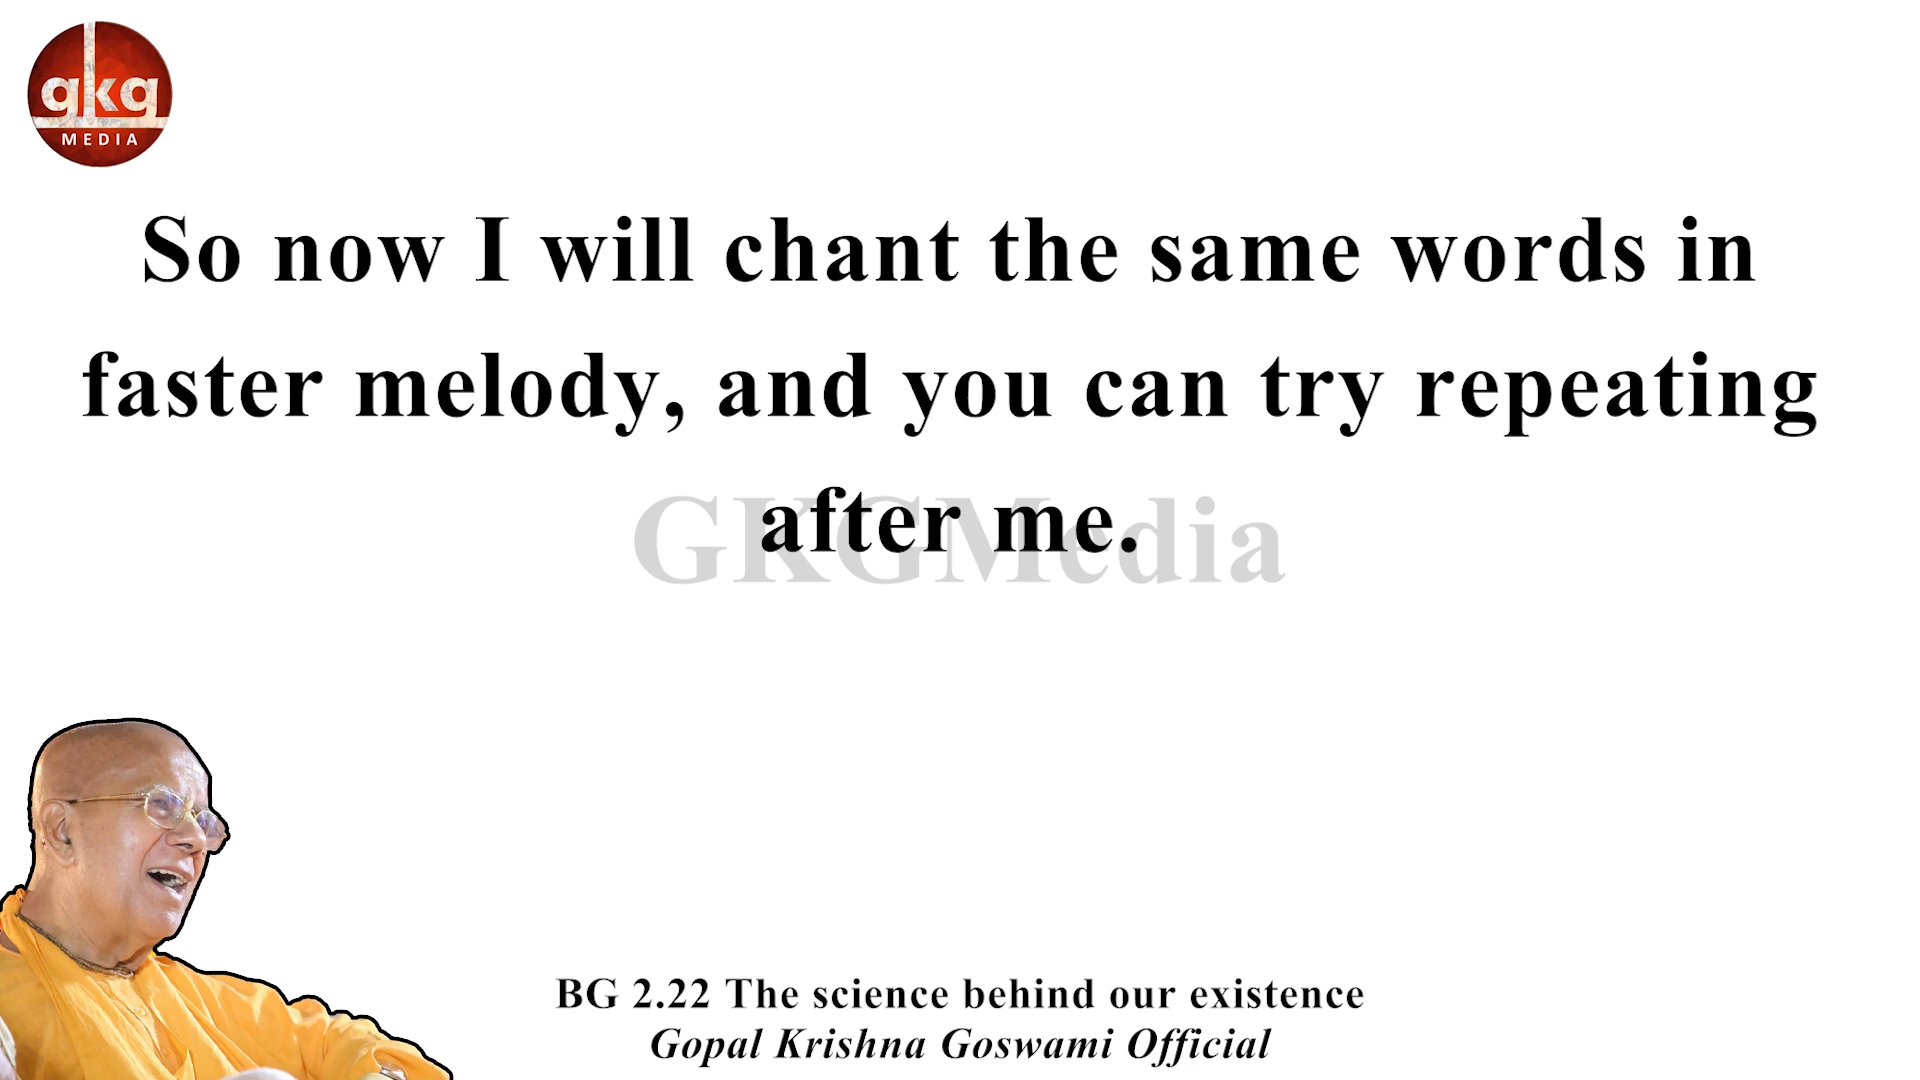 gkg
MEDIA
So now I will chant the same words in
faster melody, and you can try repeating
after me.
GKGMedia
BG 2.22 The science behind our existence
Gopal Krishna Goswami Official